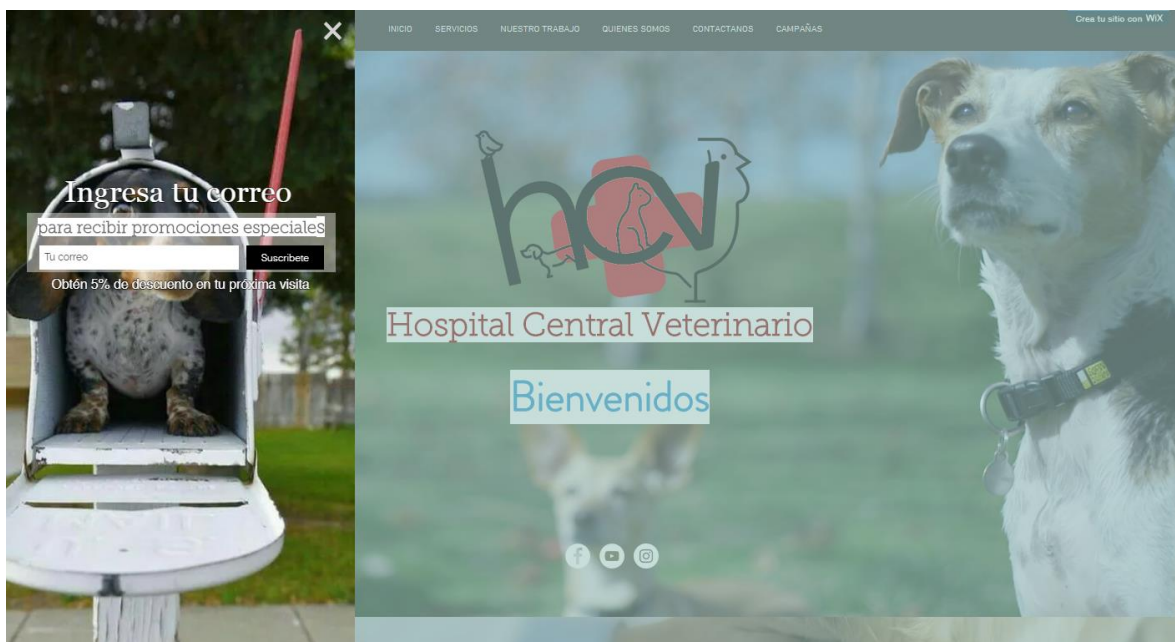 Ingresa tu correo
para recibir promociones especiales
Tu correo
Suscribete
Obtén 5% de descuento en tu próxima visita
INICIO SERVICIOS NUESTRO TRABAJO QUIENES SOMOS CONTACTANOS CAMPAÑAS
Crea tu sitio con WiX
hcv
Hospital Central Veterinario
Bienvenidos